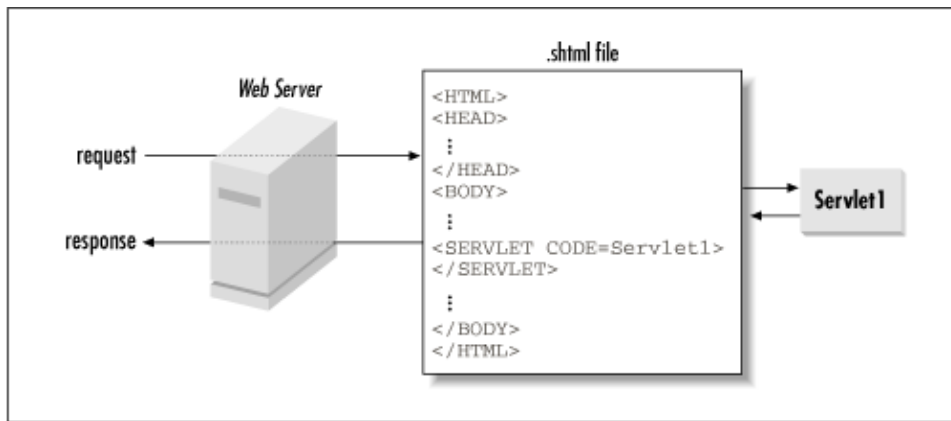 .shtml file
Web Server
<HTML>
<HEAD>
⋮
</HEAD>
<BODY>
⋮
<SERVLET CODE=Servlet1>
</SERVLET>
⋮
</BODY>
</HTML>
request
response
Servlet1